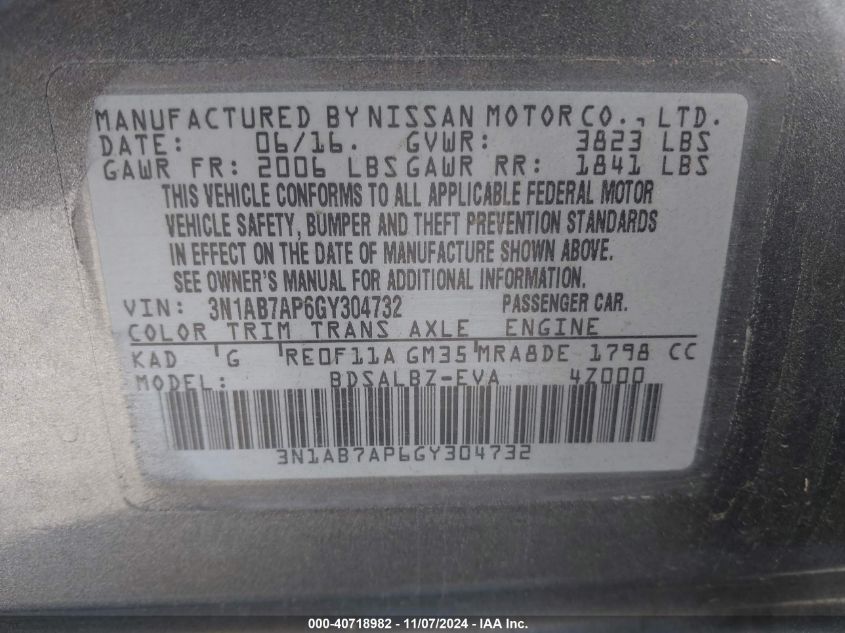 MANUFACTURED BY NISSAN MOTOR CO., LTD.
DATE: 06/16. GVWR: 3823 LBS
GAWR FR: 2006 LBS GAWR RR: 1841 LBS
THIS VEHICLE CONFORMS TO ALL APPLICABLE FEDERAL MOTOR
VEHICLE SAFETY, BUMPER AND THEFT PREVENTION STANDARDS
IN EFFECT ON THE DATE OF MANUFACTURE SHOWN ABOVE.
SEE OWNER'S MANUAL FOR ADDITIONAL INFORMATION.
VIN: 3N1AB7AP6GY304732 PASSENGER CAR.
COLOR TRIM TRANS AXLE ENGINE
KAD G RE0F11A GM35 MRA8DE 1798 CC
MODEL: BDSALBZ-EVA 4Z000
3N1AB7AP6GY304732
000-40718982 - 11/07/2024 - IAA Inc.